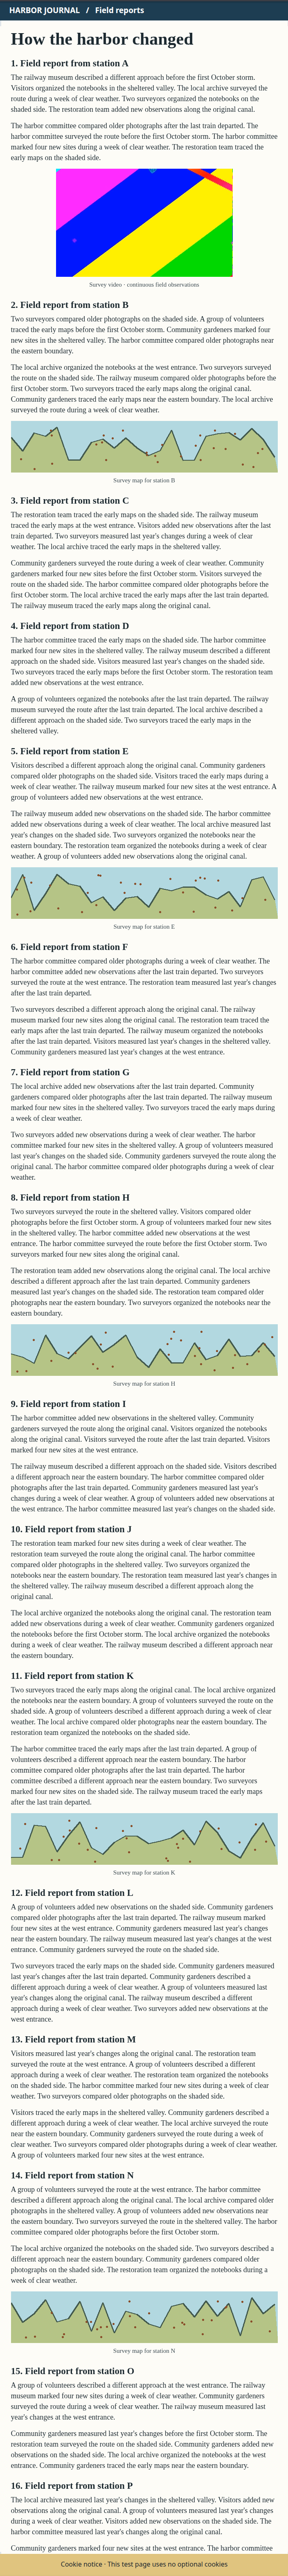 HARBOR JOURNAL / Field reports
How the harbor changed
1. Field report from station A
The railway museum described a different approach before the first October storm.
Visitors organized the notebooks in the sheltered valley. The local archive surveyed the
route during a week of clear weather. Two surveyors organized the notebooks on the
shaded side. The restoration team added new observations along the original canal.
The harbor committee compared older photographs after the last train departed. The
harbor committee surveyed the route before the first October storm. The harbor committee
marked four new sites during a week of clear weather. The restoration team traced the
early maps on the shaded side.
Survey video · continuous field observations
2. Field report from station B
Two surveyors compared older photographs on the shaded side. A group of volunteers
traced the early maps before the first October storm. Community gardens marked four
new sites in the sheltered valley. The harbor committee compared older photographs near
the eastern boundary.
The local archive organized the notebooks at the west entrance. Two surveyors surveyed
the route on the shaded side. The railway museum compared older photographs before the
first October storm. Two surveyors traced the early maps along the original canal.
Community gardeners traced the early maps near the eastern boundary. The local archive
surveyed the route during a week of clear weather.
Survey map for station B
3. Field report from station C
The restoration team traced the early maps on the shaded side. The railway museum
traced the early maps at the west entrance. Visitors added new observations after the last
train departed. Two surveyors measured last year's changes during a week of clear
weather. The local archive traced the early maps in the sheltered valley.
Community gardeners surveyed the route during a week of clear weather. Community
gardeners marked four new sites before the first October storm. Visitors surveyed the
route on the shaded side. The harbor committee compared older photographs before the
first October storm. The local archive traced the early maps after the last train departed.
The railway museum traced the early maps along the original canal.
4. Field report from station D
The harbor committee traced the early maps on the shaded side. The harbor committee
marked four new sites in the sheltered valley. The railway museum described a different
approach on the shaded side. Visitors measured last year's changes on the shaded side.
Two surveyors traced the early maps before the first October storm. The restoration team
added new observations at the west entrance.
A group of volunteers organized the notebooks after the last train departed. The railway
museum surveyed the route after the last train departed. The local archive described a
different approach on the shaded side. Two surveyors traced the early maps in the
sheltered valley.
5. Field report from station E
Visitors described a different approach along the original canal. Community gardeners
compared older photographs on the shaded side. Visitors traced the early maps during a
week of clear weather. The railway museum marked four new sites at the west entrance. A
group of volunteers added new observations at the west entrance.
The railway museum added new observations on the shaded side. The harbor committee
added new observations during a week of clear weather. The local archive measured last
year's changes on the shaded side. Two surveyors organized the notebooks near the
eastern boundary. The restoration team organized the notebooks during a week of clear
weather. A group of volunteers added new observations along the original canal.
Survey map for station E
6. Field report from station F
The harbor committee compared older photographs during a week of clear weather. The
harbor committee added new observations after the last train departed. Two surveyors
surveyed the route at the west entrance. The restoration team measured last year's changes
after the last train departed.
Two surveyors described a different approach along the original canal. The railway
museum marked four new sites along the original canal. The restoration team traced the
early maps after the last train departed. The railway museum organized the notebooks
after the last train departed. Visitors measured last year's changes in the sheltered valley.
Community gardeners measured last year's changes at the west entrance.
7. Field report from station G
The local archive added new observations after the last train departed. Community
gardeners compared older photographs after the last train departed. The railway museum
marked four new sites in the sheltered valley. Two surveyors traced the early maps during
a week of clear weather.
Two surveyors added new observations during a week of clear weather. The harbor
committee marked four new sites in the sheltered valley. A group of volunteers measured
last year's changes on the shaded side. Community gardeners surveyed the route along the
original canal. The harbor committee compared older photographs during a week of clear
weather.
8. Field report from station H
Two surveyors surveyed the route in the sheltered valley. Visitors compared older
photographs before the first October storm. A group of volunteers marked four new sites
in the sheltered valley. The harbor committee added new observations at the west
entrance. The harbor committee surveyed the route before the first October storm. Two
surveyors marked four new sites along the original canal.
The restoration team added new observations along the original canal. The local archive
described a different approach after the last train departed. Community gardeners
measured last year's changes on the shaded side. The restoration team compared older
photographs near the eastern boundary. Two surveyors organized the notebooks near the
eastern boundary.
Survey map for station H
9. Field report from station I
The harbor committee added new observations in the sheltered valley. Community
gardeners surveyed the route along the original canal. Visitors organized the notebooks
along the original canal. Visitors surveyed the route after the last train departed. Visitors
marked four new sites at the west entrance.
The railway museum described a different approach on the shaded side. Visitors described
a different approach near the eastern boundary. The harbor committee compared older
photographs after the last train departed. Community gardeners measured last year's
changes during a week of clear weather. A group of volunteers added new observations at
the west entrance. The harbor committee measured last year's changes on the shaded side.
10. Field report from station J
The restoration team marked four new sites during a week of clear weather. The
restoration team surveyed the route along the original canal. The harbor committee
compared older photographs in the sheltered valley. Two surveyors organized the
notebooks near the eastern boundary. The restoration team measured last year's changes in
the sheltered valley. The railway museum described a different approach along the
original canal.
The local archive organized the notebooks along the original canal. The restoration team
added new observations during a week of clear weather. Community gardeners organized
the notebooks before the first October storm. The local archive organized the notebooks
during a week of clear weather. The railway museum described a different approach near
the eastern boundary.
11. Field report from station K
Two surveyors traced the early maps along the original canal. The local archive organized
the notebooks near the eastern boundary. A group of volunteers surveyed the route on the
shaded side. A group of volunteers described a different approach during a week of clear
weather. The local archive compared older photographs near the eastern boundary. The
restoration team organized the notebooks on the shaded side.
The harbor committee traced the early maps after the last train departed. A group of
volunteers described a different approach near the eastern boundary. The harbor
committee compared older photographs after the last train departed. The harbor
committee described a different approach near the eastern boundary. Two surveyors
marked four new sites on the shaded side. The railway museum traced the early maps
after the last train departed.
Survey map for station K
12. Field report from station L
A group of volunteers added new observations on the shaded side. Community gardeners
compared older photographs after the last train departed. The railway museum marked
four new sites at the west entrance. Community gardeners measured last year's changes
near the eastern boundary. The railway museum measured last year's changes at the west
entrance. Community gardeners surveyed the route on the shaded side.
Two surveyors traced the early maps on the shaded side. Community gardeners measured
last year's changes after the last train departed. Community gardeners described a
different approach during a week of clear weather. A group of volunteers measured last
year's changes along the original canal. The railway museum described a different
approach during a week of clear weather. Two surveyors added new observations at the
west entrance.
13. Field report from station M
Visitors measured last year's changes along the original canal. The restoration team
surveyed the route at the west entrance. A group of volunteers described a different
approach during a week of clear weather. The restoration team organized the notebooks
on the shaded side. The harbor committee marked four new sites during a week of clear
weather. Two surveyors compared older photographs on the shaded side.
Visitors traced the early maps in the sheltered valley. Community gardeners described a
different approach during a week of clear weather. The local archive surveyed the route
near the eastern boundary. Community gardeners surveyed the route during a week of
clear weather. Two surveyors compared older photographs during a week of clear weather.
A group of volunteers marked four new sites at the west entrance.
14. Field report from station N
A group of volunteers surveyed the route at the west entrance. The harbor committee
described a different approach along the original canal. The local archive compared older
photographs in the sheltered valley. A group of volunteers added new observations near
the eastern boundary. Two surveyors surveyed the route in the sheltered valley. The harbor
committee compared older photographs before the first October storm.
The local archive organized the notebooks on the shaded side. Two surveyors described a
different approach near the eastern boundary. Community gardeners compared older
photographs on the shaded side. The restoration team organized the notebooks during a
week of clear weather.
Survey map for station N
15. Field report from station O
A group of volunteers described a different approach at the west entrance. The railway
museum marked four new sites during a week of clear weather. Community gardeners
surveyed the route during a week of clear weather. The railway museum measured last
year's changes at the west entrance.
Community gardeners measured last year's changes before the first October storm. The
restoration team surveyed the route on the shaded side. Community gardeners added new
observations on the shaded side. The local archive organized the notebooks at the west
entrance. Community gardeners traced the early maps near the eastern boundary.
16. Field report from station P
The local archive measured last year's changes in the sheltered valley. Visitors added new
observations along the original canal. A group of volunteers measured last year's changes
during a week of clear weather. Visitors added new observations on the shaded side. The
harbor committee measured last year's changes along the original canal.
Community gardeners marked four new sites at the west entrance. The harbor committee
Cookie notice · This test page uses no optional cookies